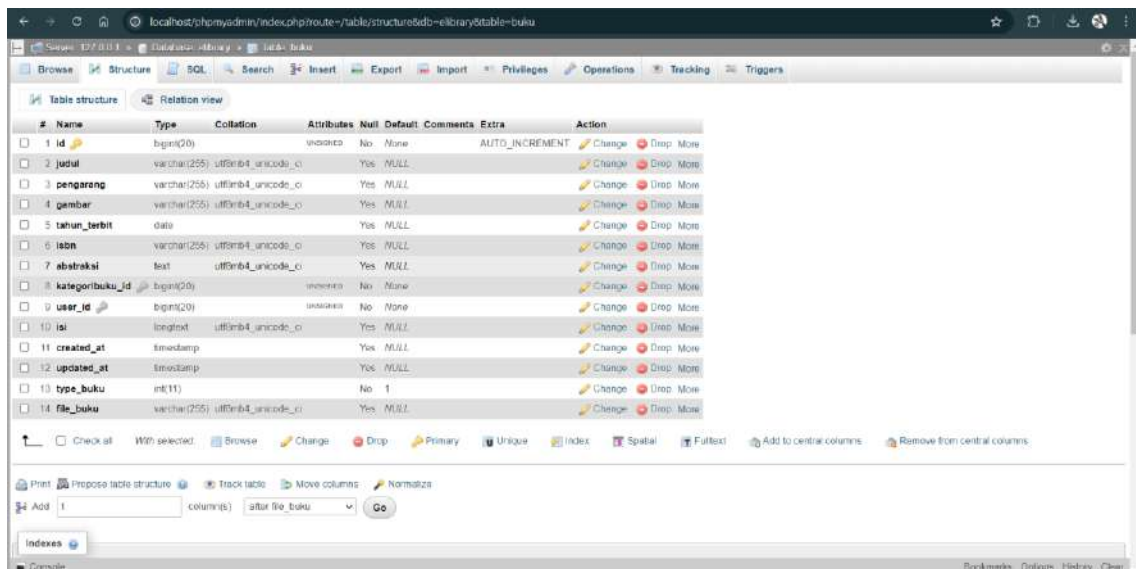 localhost/phpmyadmin/index.php?route=/table/structure&db=elibrary&table=buku
Server: 127.0.0.1 » Database: elibrary » Table: buku
Browse Structure SQL Search Insert Export Import Privileges Operations Tracking Triggers
Table structure Relation view
# Name Type Collation Attributes Null Default Comments Extra Action
1 id bigint(20) UNSIGNED No None AUTO_INCREMENT Change Drop More
2 judul varchar(255) utf8mb4_unicode_ci Yes NULL Change Drop More
3 pengarang varchar(255) utf8mb4_unicode_ci Yes NULL Change Drop More
4 gambar varchar(255) utf8mb4_unicode_ci Yes NULL Change Drop More
5 tahun_terbit date Yes NULL Change Drop More
6 isbn varchar(255) utf8mb4_unicode_ci Yes NULL Change Drop More
7 abstraksi text utf8mb4_unicode_ci Yes NULL Change Drop More
8 kategoribuku_id bigint(20) UNSIGNED No None Change Drop More
9 user_id bigint(20) UNSIGNED No None Change Drop More
10 isi longtext utf8mb4_unicode_ci Yes NULL Change Drop More
11 created_at timestamp Yes NULL Change Drop More
12 updated_at timestamp Yes NULL Change Drop More
13 type_buku int(11) No 1 Change Drop More
14 file_buku varchar(255) utf8mb4_unicode_ci Yes NULL Change Drop More
Check all With selected: Browse Change Drop Primary Unique Index Spatial Fulltext Add to central columns Remove from central columns
Print Propose table structure Track table Move columns Normalize
Add 1 column(s) after file_buku Go
Indexes
Console Bookmarks Options History Clear